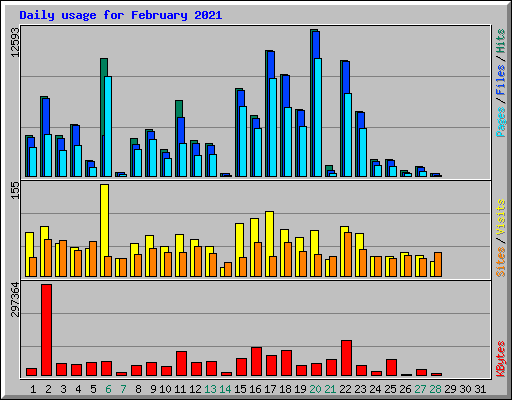 Daily usage for February 2021
12593
155
297364
Pages / Files / Hits
Sites / Visits
KBytes
1 2 3 4 5 6 7 8 9 10 11 12 13 14 15 16 17 18 19 20 21 22 23 24 25 26 27 28 29 30 31